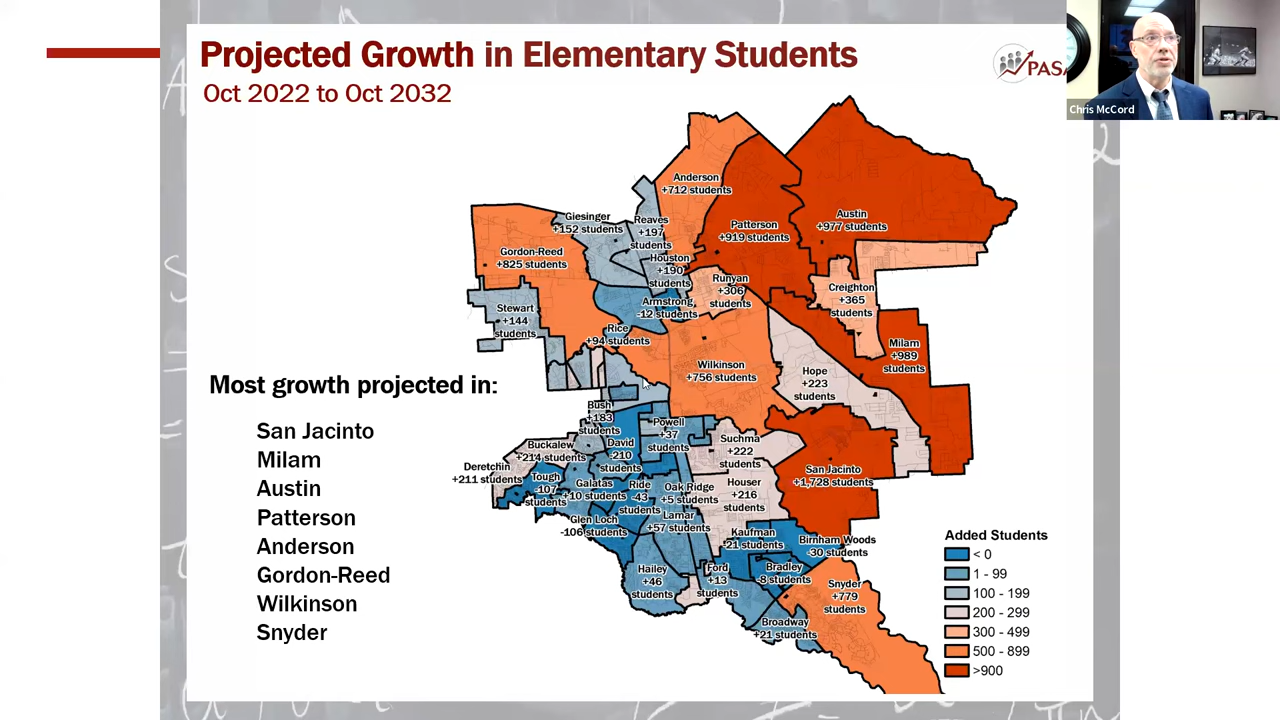 Projected Growth in Elementary Students
Oct 2022 to Oct 2032
PASA
Chris McCord
Anderson
+712 students
Giesinger
+152 students
Reaves
+197
students
Patterson
+919 students
Austin
+977 students
Gordon-Reed
+825 students
Houston
+190
students
Runyan
+306
students
Creighton
+365
students
Stewart
+144
students
Armstrong
-12 students
Rice
+94 students
Milam
+989
students
Wilkinson
+756 students
Hope
+223
students
Most growth projected in:
San Jacinto
Milam
Austin
Patterson
Anderson
Gordon-Reed
Wilkinson
Snyder
Bush
+183
students
Powell
+37
students
Buckalew
+214 students
David
-210
students
Suchma
+222
students
Deretchin
+211 students
Tough
-107
students
Galatas
+10 students
Ride
-43
students
Oak Ridge
+5 students
Houser
+216
students
San Jacinto
+1,728 students
Glen Loch
-106 students
Lamar
+57 students
Kaufman
-21 students
Birnham Woods
-30 students
Hailey
+46
students
Ford
+13
students
Bradley
-8 students
Snyder
+779
students
Broadway
+21 students
Added Students
< 0
1 - 99
100 - 199
200 - 299
300 - 499
500 - 899
>900